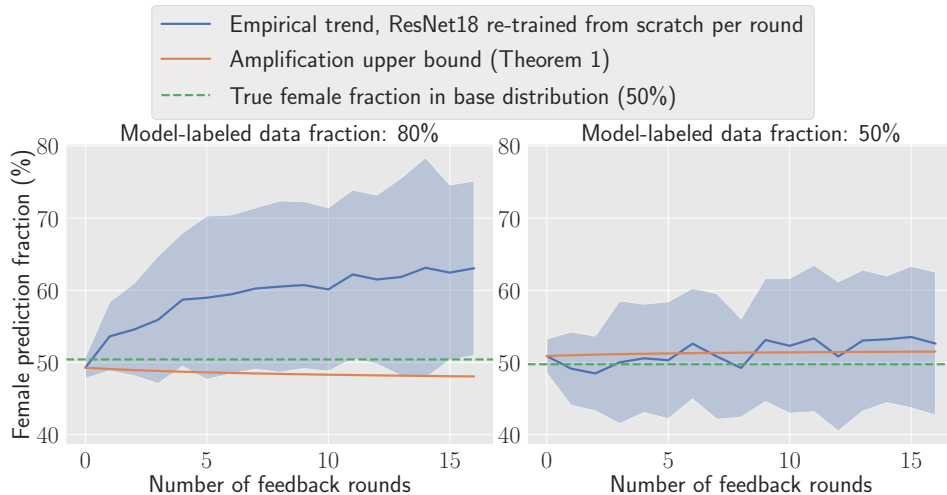 Empirical trend, ResNet18 re-trained from scratch per round
Amplification upper bound (Theorem 1)
True female fraction in base distribution (50%)
Model-labeled data fraction: 80%
Model-labeled data fraction: 50%
Female prediction fraction (%)
80
70
60
50
40
0
5
10
15
Number of feedback rounds
80
70
60
50
40
0
5
10
15
Number of feedback rounds